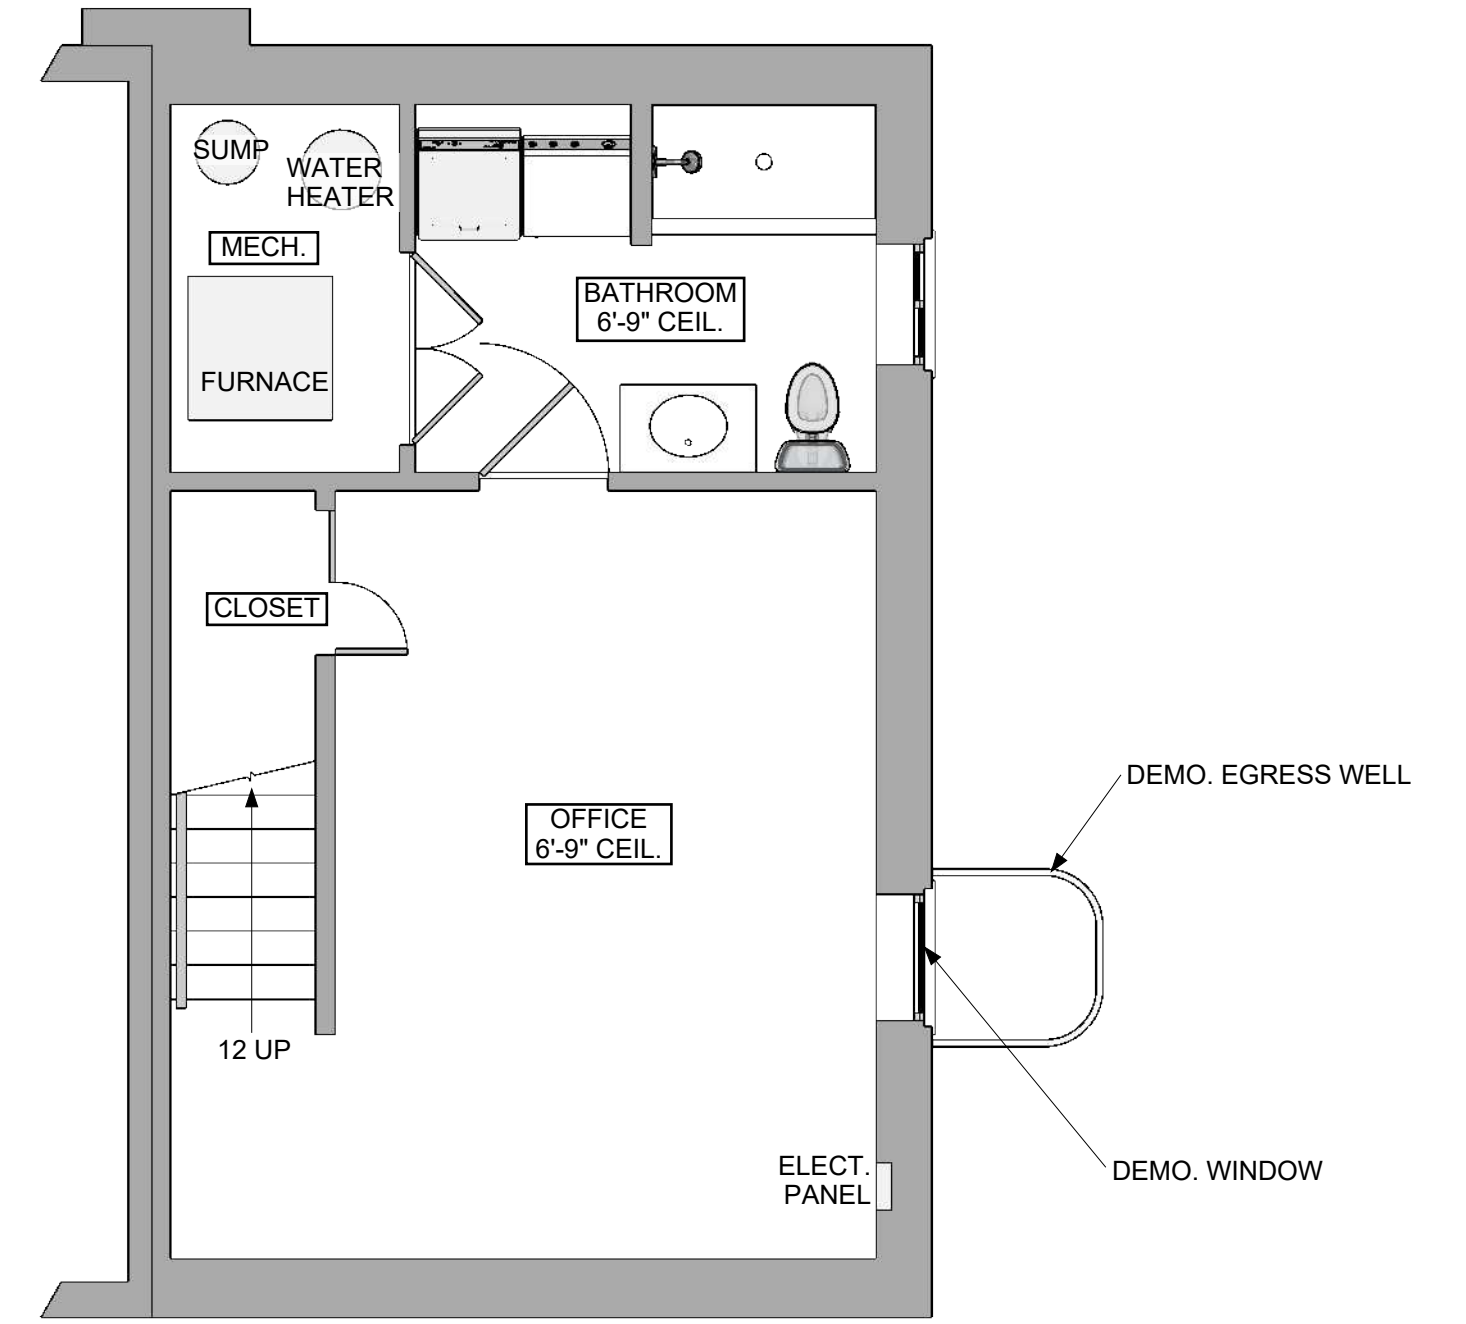 SUMP
WATER
HEATER
MECH.
BATHROOM
6'-9" CEIL.
FURNACE
CLOSET
DEMO. EGRESS WELL
OFFICE
6'-9" CEIL.
12 UP
ELECT.
PANEL
DEMO. WINDOW